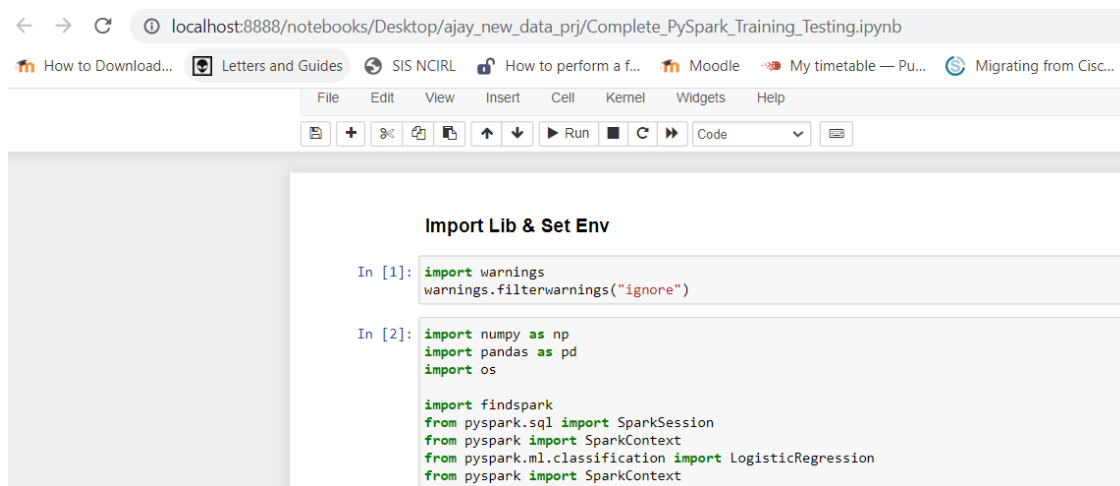 localhost:8888/notebooks/Desktop/ajay_new_data_prj/Complete_PySpark_Training_Testing.ipynb
How to Download... Letters and Guides SIS NCIRL How to perform a f... Moodle My timetable — Pu... Migrating from Cisc...
File Edit View Insert Cell Kernel Widgets Help
Run Code
Import Lib & Set Env
In [1]: import warnings
warnings.filterwarnings("ignore")
In [2]: import numpy as np
import pandas as pd
import os
import findspark
from pyspark.sql import SparkSession
from pyspark import SparkContext
from pyspark.ml.classification import LogisticRegression
from pyspark import SparkContext